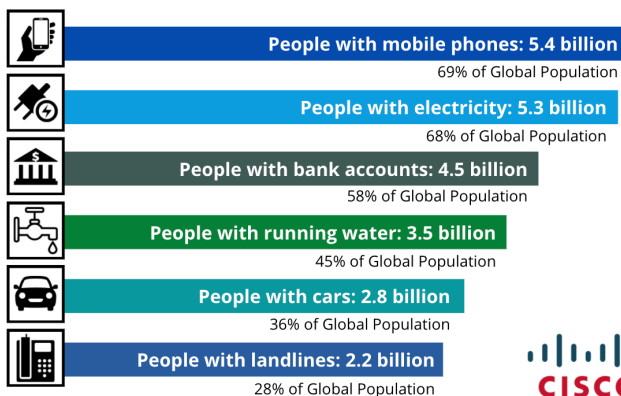 People with mobile phones: 5.4 billion
69% of Global Population
People with electricity: 5.3 billion
68% of Global Population
$
People with bank accounts: 4.5 billion
58% of Global Population
People with running water: 3.5 billion
45% of Global Population
People with cars: 2.8 billion
36% of Global Population
People with landlines: 2.2 billion
28% of Global Population
CISCO